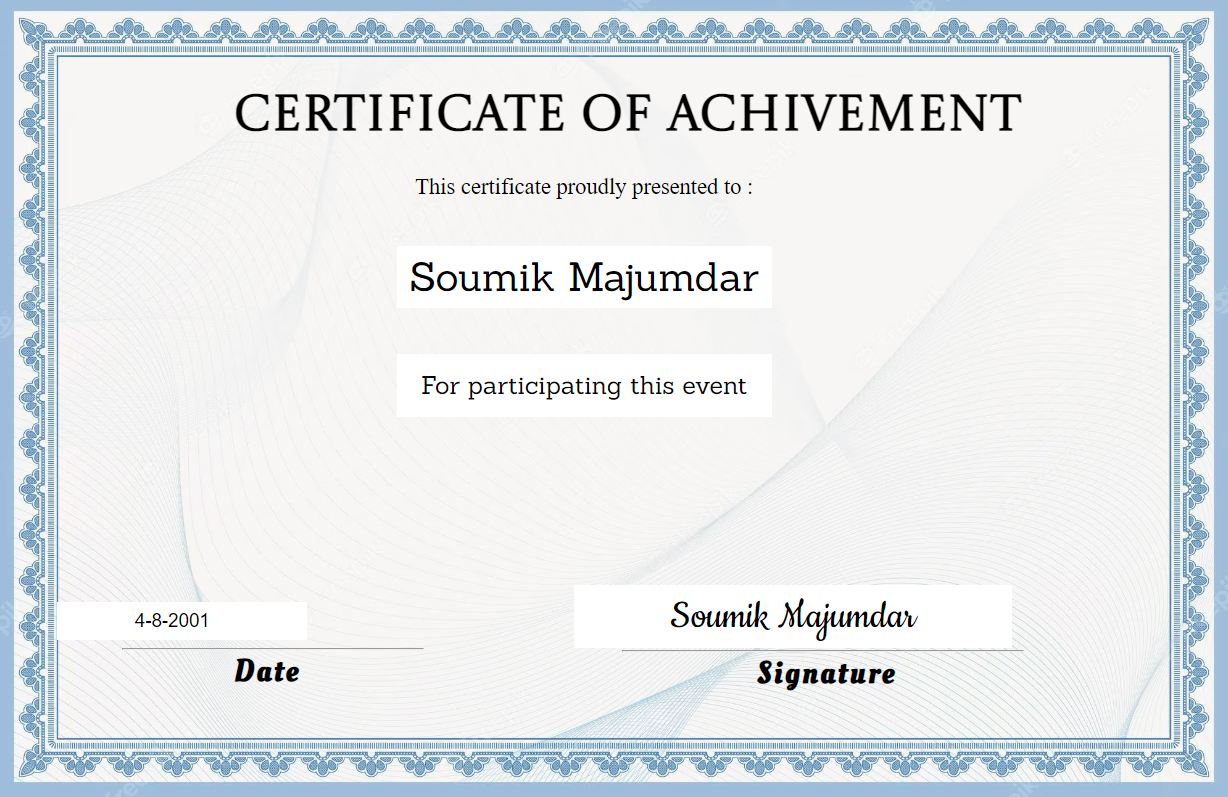 CERTIFICATE OF ACHIVEMENT
This certificate proudly presented to :
Soumik Majumdar
For participating this event
4-8-2001
Soumik Majumdar
Date
Signature